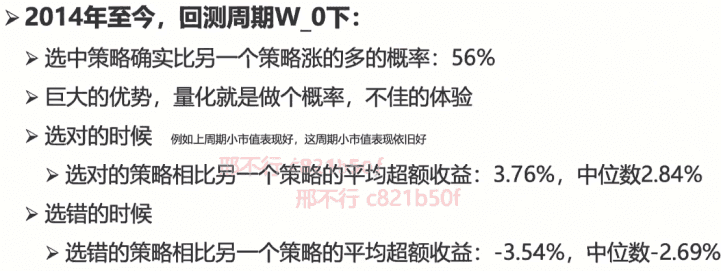 ➤ 2014年至今，回测周期W_0下：
➤ 选中策略确实比另一个策略涨的多的概率：56%
➤ 巨大的优势，量化就是做个概率，不佳的体验
➤ 选对的时候 例如上周期小市值表现好，这周期小市值表现依旧好
邢不行 c821b50f
➤ 选对的策略相比另一个策略的平均超额收益：3.76%，中位数2.84%
邢不行 c821b50f
➤ 选错的时候
➤ 选错的策略相比另一个策略的平均超额收益：-3.54%，中位数-2.69%